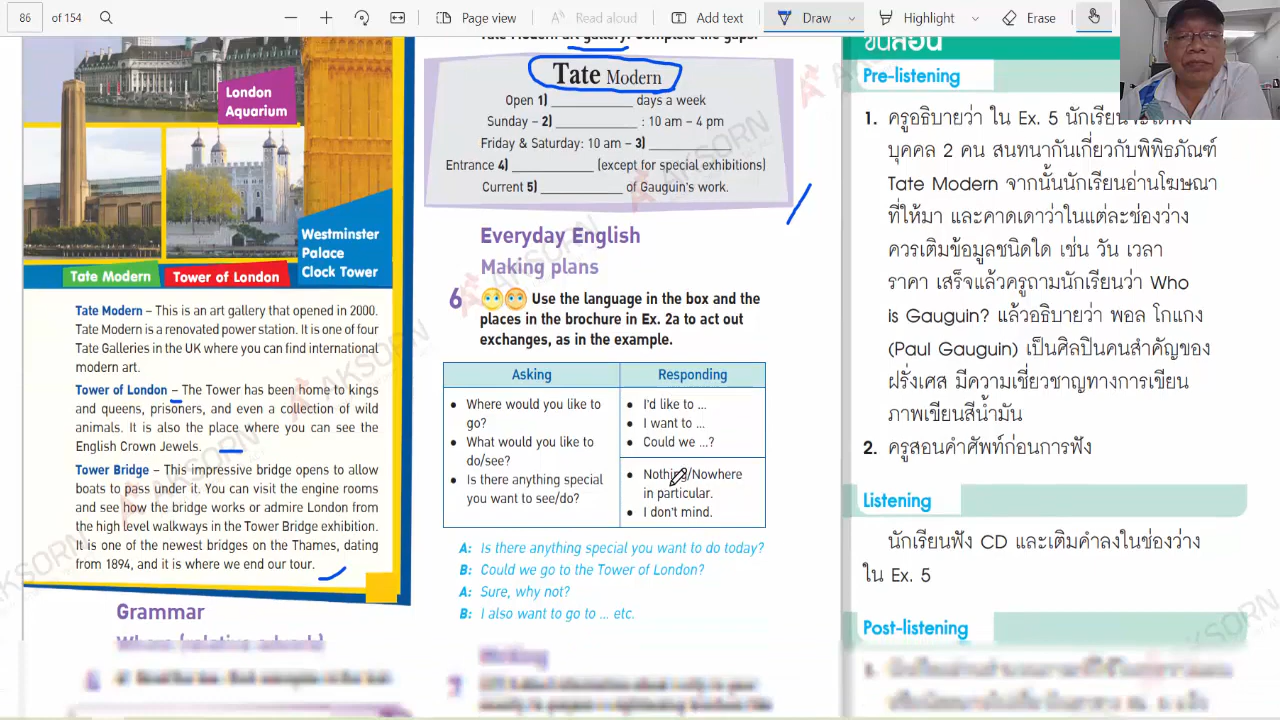 86
of 154
Page view
Read aloud
Add text
Draw
Highlight
Erase
London
Aquarium
Westminster
Palace
Clock Tower
Tate Modern
Tower of London
Tate Modern – This is an art gallery that opened in 2000.
Tate Modern is a renovated power station. It is one of four
Tate Galleries in the UK where you can find international
modern art.
Tower of London – The Tower has been home to kings
and queens, prisoners, and even a collection of wild
animals. It is also the place where you can see the
English Crown Jewels.
Tower Bridge – This impressive bridge opens to allow
boats to pass under it. You can visit the engine rooms
and see how the bridge works or admire London from
the high level walkways in the Tower Bridge exhibition.
It is one of the newest bridges on the Thames, dating
from 1894, and it is where we end our tour.
Grammar
Where (relative adverb)
Tate Modern art gallery. Complete the gaps.
Tate Modern
Open 1) ____________ days a week
Sunday – 2) ____________ : 10 am – 4 pm
Friday & Saturday: 10 am – 3) ____________
Entrance 4) ____________ (except for special exhibitions)
Current 5) ____________ of Gauguin's work.
Everyday English
Making plans
6 Use the language in the box and the
places in the brochure in Ex. 2a to act out
exchanges, as in the example.
Asking
• Where would you like to
go?
• What would you like to
do/see?
• Is there anything special
you want to see/do?
Responding
• I'd like to ...
• I want to ...
• Could we ...?
• Nothing/Nowhere
in particular.
• I don't mind.
A: Is there anything special you want to do today?
B: Could we go to the Tower of London?
A: Sure, why not?
B: I also want to go to ... etc.
Writing
7
ขั้นสอน
Pre-listening
1. ครูอธิบายว่า ใน Ex. 5 นักเรียนจะได้ฟัง
บุคคล 2 คน สนทนากันเกี่ยวกับพิพิธภัณฑ์
Tate Modern จากนั้นนักเรียนอ่านโฆษณา
ที่ให้มา และคาดเดาว่าในแต่ละช่องว่าง
ควรเติมข้อมูลชนิดใด เช่น วัน เวลา
ราคา เสร็จแล้วครูถามนักเรียนว่า Who
is Gauguin? แล้วอธิบายว่า พอล โกแกง
(Paul Gauguin) เป็นศิลปินคนสำคัญของ
ฝรั่งเศส มีความเชี่ยวชาญทางการเขียน
ภาพเขียนสีน้ำมัน
2. ครูสอนคำศัพท์ก่อนการฟัง
Listening
นักเรียนฟัง CD และเติมคำลงในช่องว่าง
ใน Ex. 5
Post-listening
AKSORN